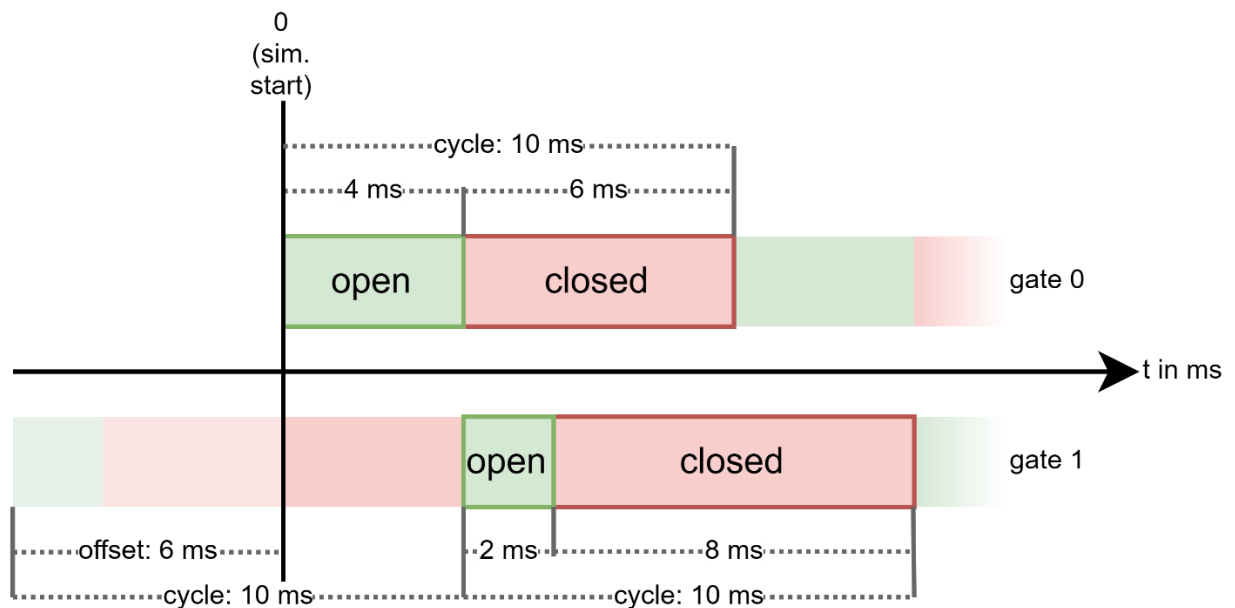 0
(sim.
start)
cycle: 10 ms
4 ms
6 ms
open
closed
gate 0
t in ms
open
closed
gate 1
offset: 6 ms
2 ms
8 ms
cycle: 10 ms
cycle: 10 ms